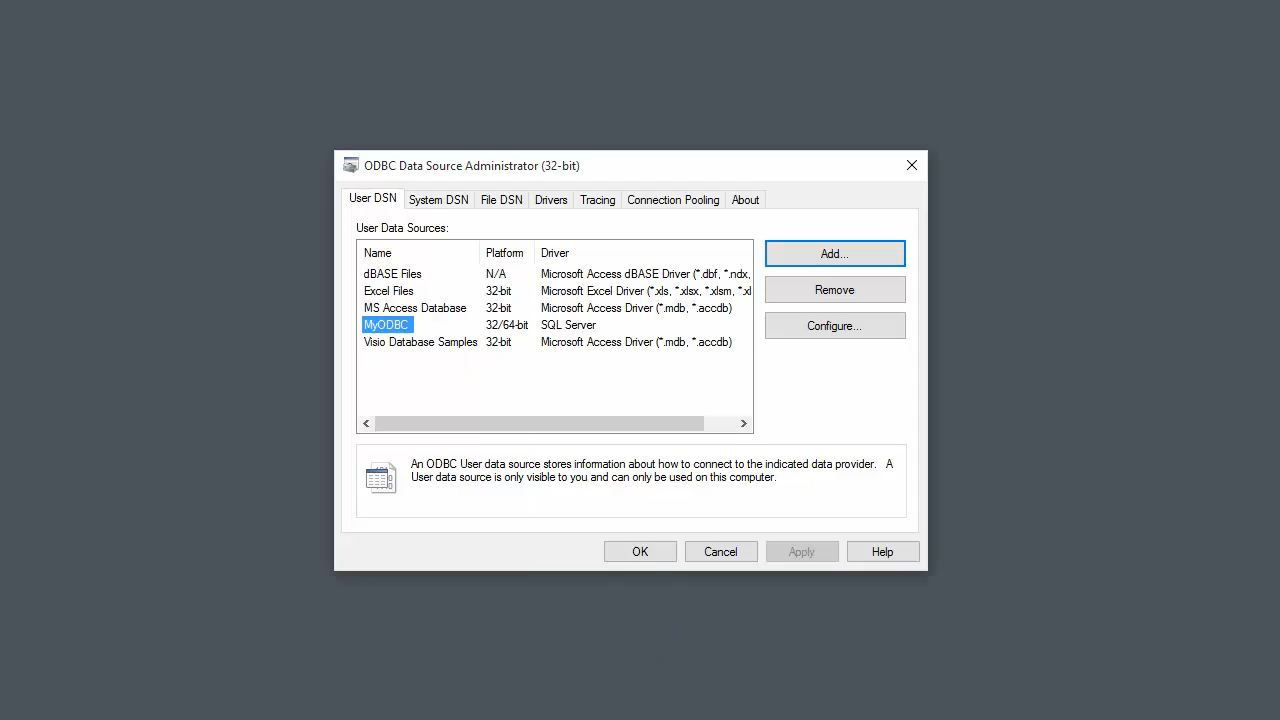 ODBC Data Source Administrator (32-bit)
User DSN System DSN File DSN Drivers Tracing Connection Pooling About
User Data Sources:
Name Platform Driver
dBASE Files N/A Microsoft Access dBASE Driver (*.dbf, *.ndx,
Excel Files 32-bit Microsoft Excel Driver (*.xls, *.xlsx, *.xlsm, *.xl
MS Access Database 32-bit Microsoft Access Driver (*.mdb, *.accdb)
MyODBC 32/64-bit SQL Server
Visio Database Samples 32-bit Microsoft Access Driver (*.mdb, *.accdb)
Add...
Remove
Configure...
An ODBC User data source stores information about how to connect to the indicated data provider. A
User data source is only visible to you and can only be used on this computer.
OK Cancel Apply Help